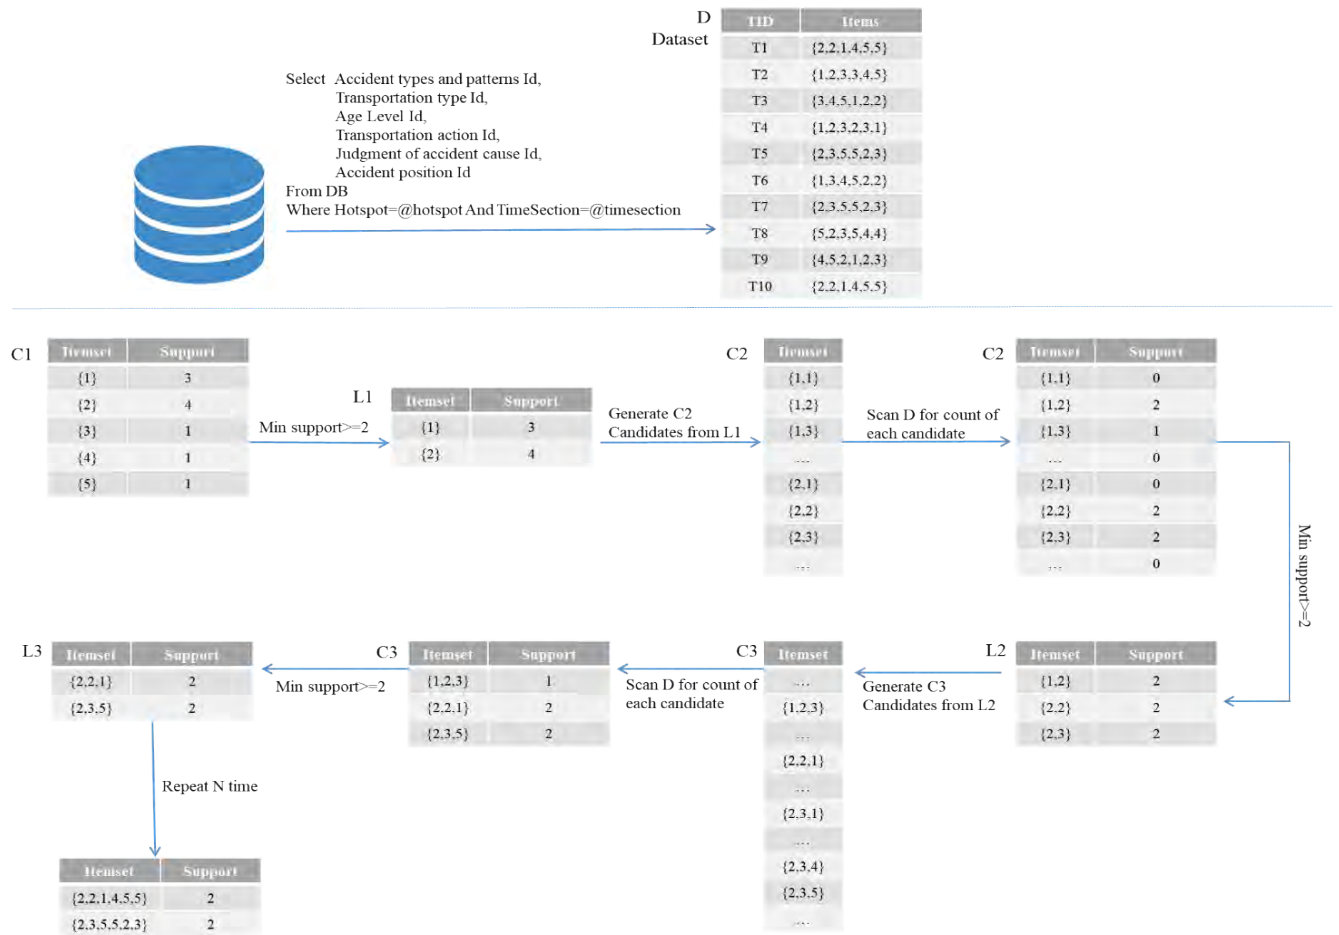 D
Dataset
TID Items
T1 {2,2,1,4,5,5}
T2 {1,2,3,3,4,5}
T3 {3,4,5,1,2,2}
T4 {1,2,3,2,3,1}
T5 {2,3,5,5,2,3}
T6 {1,3,4,5,2,2}
T7 {2,3,5,5,2,3}
T8 {5,2,3,5,4,4}
T9 {4,5,2,1,2,3}
T10 {2,2,1,4,5,5}
Select Accident types and patterns Id,
Transportation type Id,
Age Level Id,
Transportation action Id,
Judgment of accident cause Id,
Accident position Id
From DB
Where Hotspot=@hotspot And TimeSection=@timesection
C1
Itemset Support
{1} 3
{2} 4
{3} 1
{4} 1
{5} 1
Min support>=2
L1
Itemset Support
{1} 3
{2} 4
Generate C2
Candidates from L1
C2
Itemset
{1,1}
{1,2}
{1,3}
...
{2,1}
{2,2}
{2,3}
...
Scan D for count of
each candidate
C2
Itemset Support
{1,1} 0
{1,2} 2
{1,3} 1
... 0
{2,1} 0
{2,2} 2
{2,3} 2
... 0
Min support>=2
L2
Itemset Support
{1,2} 2
{2,2} 2
{2,3} 2
Generate C3
Candidates from L2
C3
Itemset
...
{1,2,3}
...
{2,2,1}
...
{2,3,1}
...
{2,3,4}
{2,3,5}
...
Scan D for count of
each candidate
C3
Itemset Support
{1,2,3} 1
{2,2,1} 2
{2,3,5} 2
Min support>=2
L3
Itemset Support
{2,2,1} 2
{2,3,5} 2
Repeat N time
Itemset Support
{2,2,1,4,5,5} 2
{2,3,5,5,2,3} 2